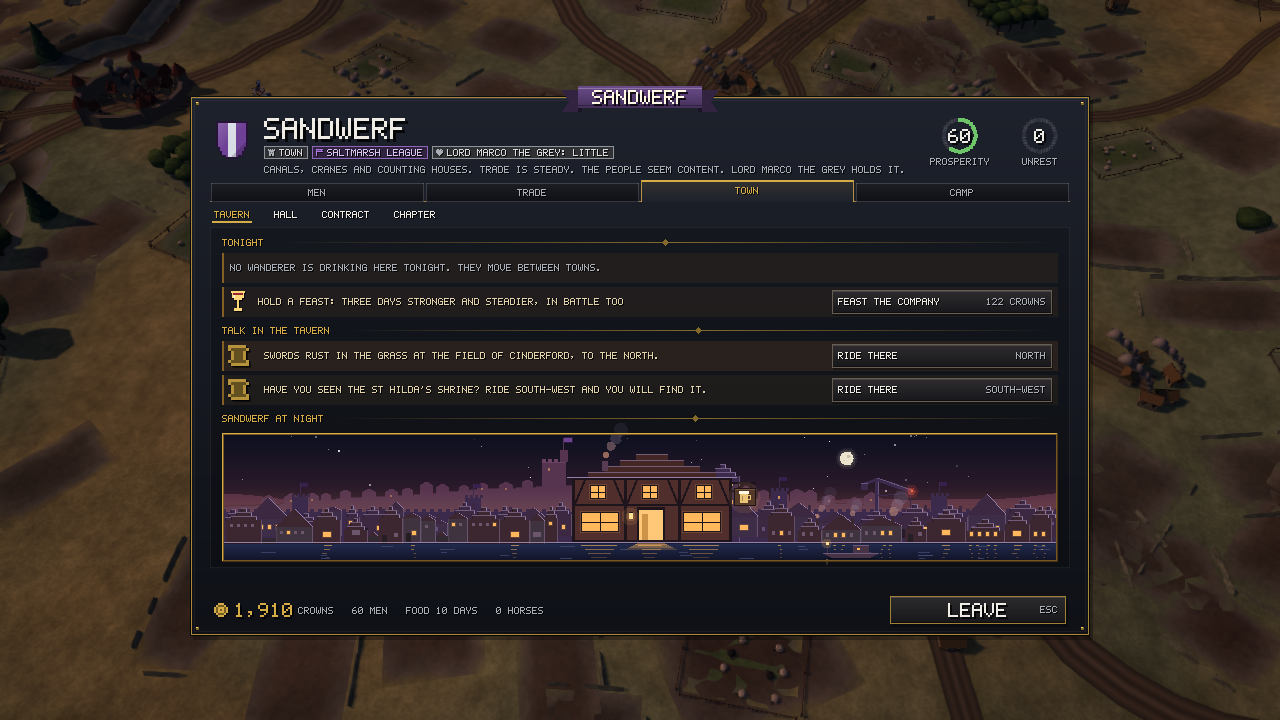 SANDWERF
SANDWERF
TOWN SALTMARSH LEAGUE LORD MARCO THE GREY: LITTLE
CANALS, CRANES AND COUNTING HOUSES. TRADE IS STEADY. THE PEOPLE SEEM CONTENT. LORD MARCO THE GREY HOLDS IT.
60 PROSPERITY
0 UNREST
MEN TRADE TOWN CAMP
TAVERN HALL CONTRACT CHAPTER
TONIGHT
NO WANDERER IS DRINKING HERE TONIGHT. THEY MOVE BETWEEN TOWNS.
HOLD A FEAST: THREE DAYS STRONGER AND STEADIER, IN BATTLE TOO FEAST THE COMPANY 122 CROWNS
TALK IN THE TAVERN
SWORDS RUST IN THE GRASS AT THE FIELD OF CINDERFORD, TO THE NORTH. RIDE THERE NORTH
HAVE YOU SEEN THE ST HILDA'S SHRINE? RIDE SOUTH-WEST AND YOU WILL FIND IT. RIDE THERE SOUTH-WEST
SANDWERF AT NIGHT
1,910 CROWNS 60 MEN FOOD 10 DAYS 0 HORSES LEAVE ESC